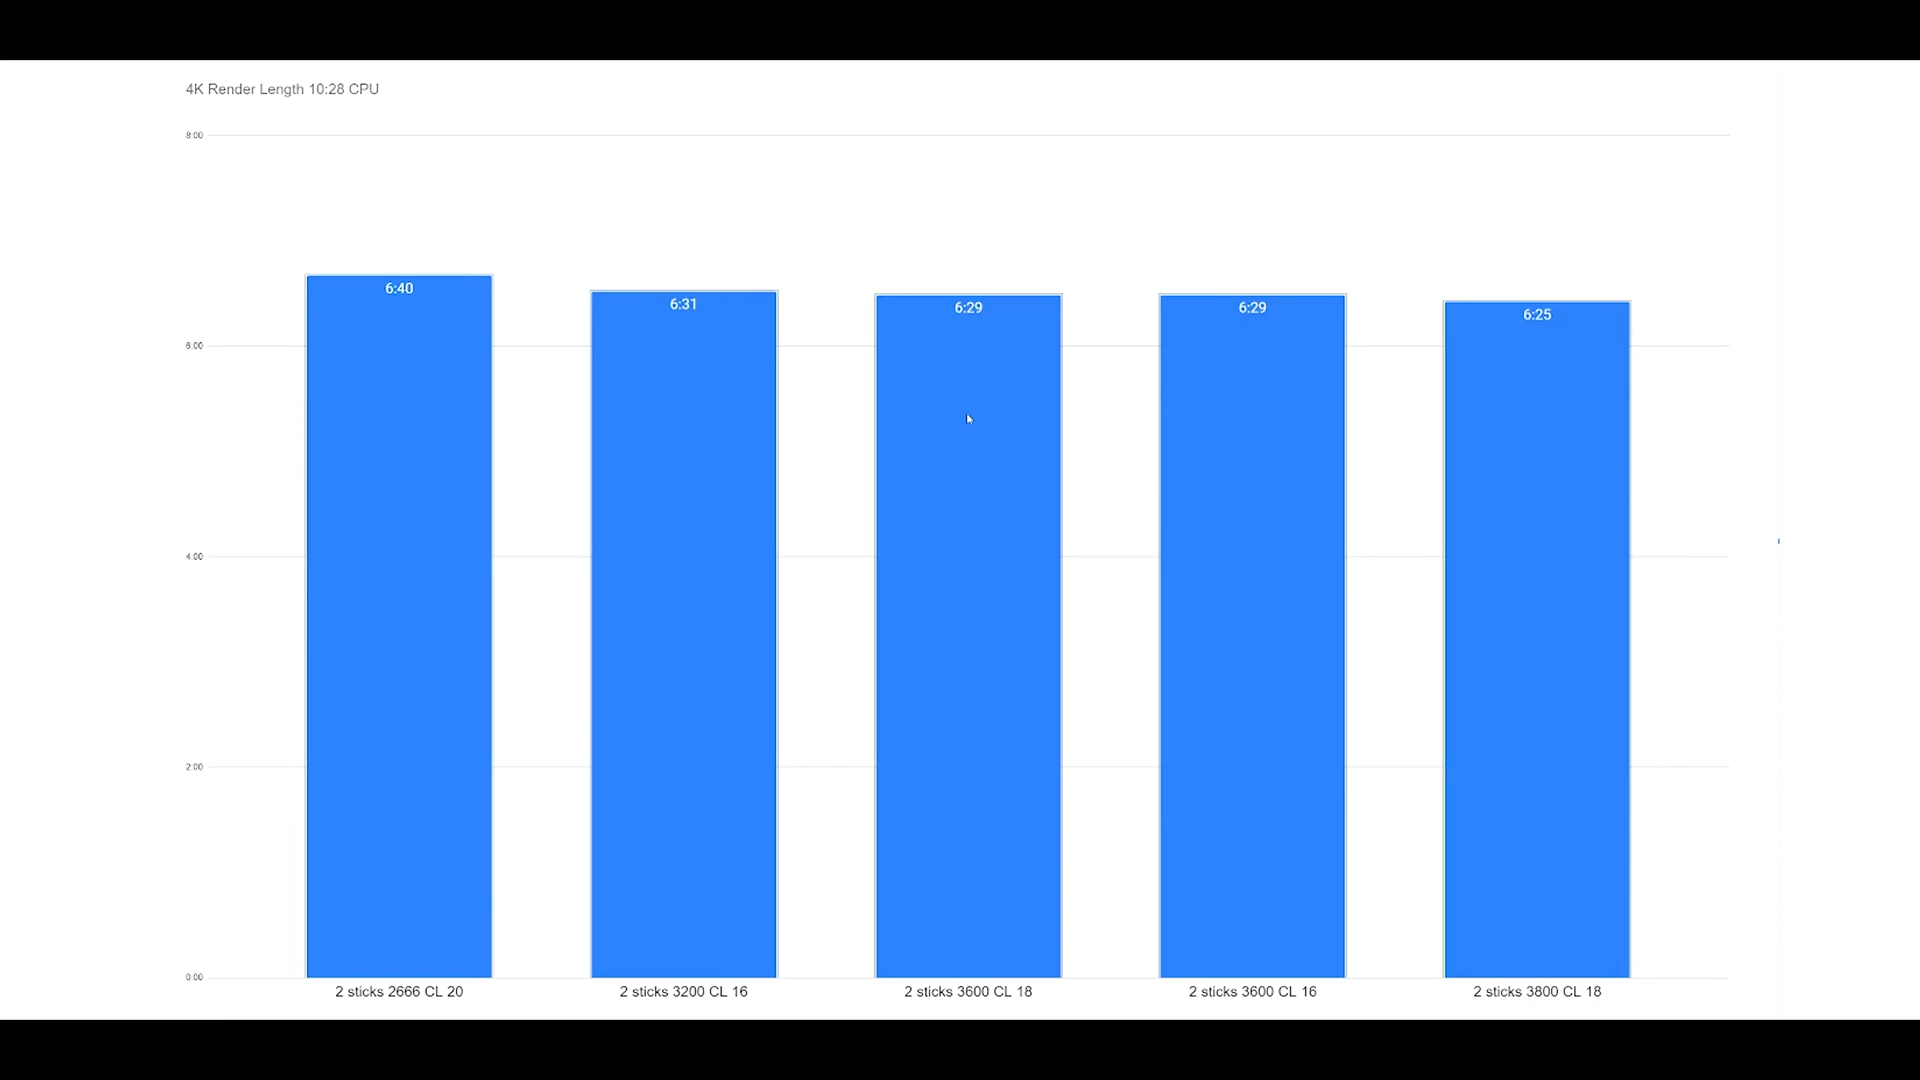 4K Render Length 10:28 CPU
8:00
6:40
6:31
6:29
6:29
6:25
6:00
4:00
2:00
0:00
2 sticks 2666 CL 20
2 sticks 3200 CL 16
2 sticks 3600 CL 18
2 sticks 3600 CL 16
2 sticks 3800 CL 18